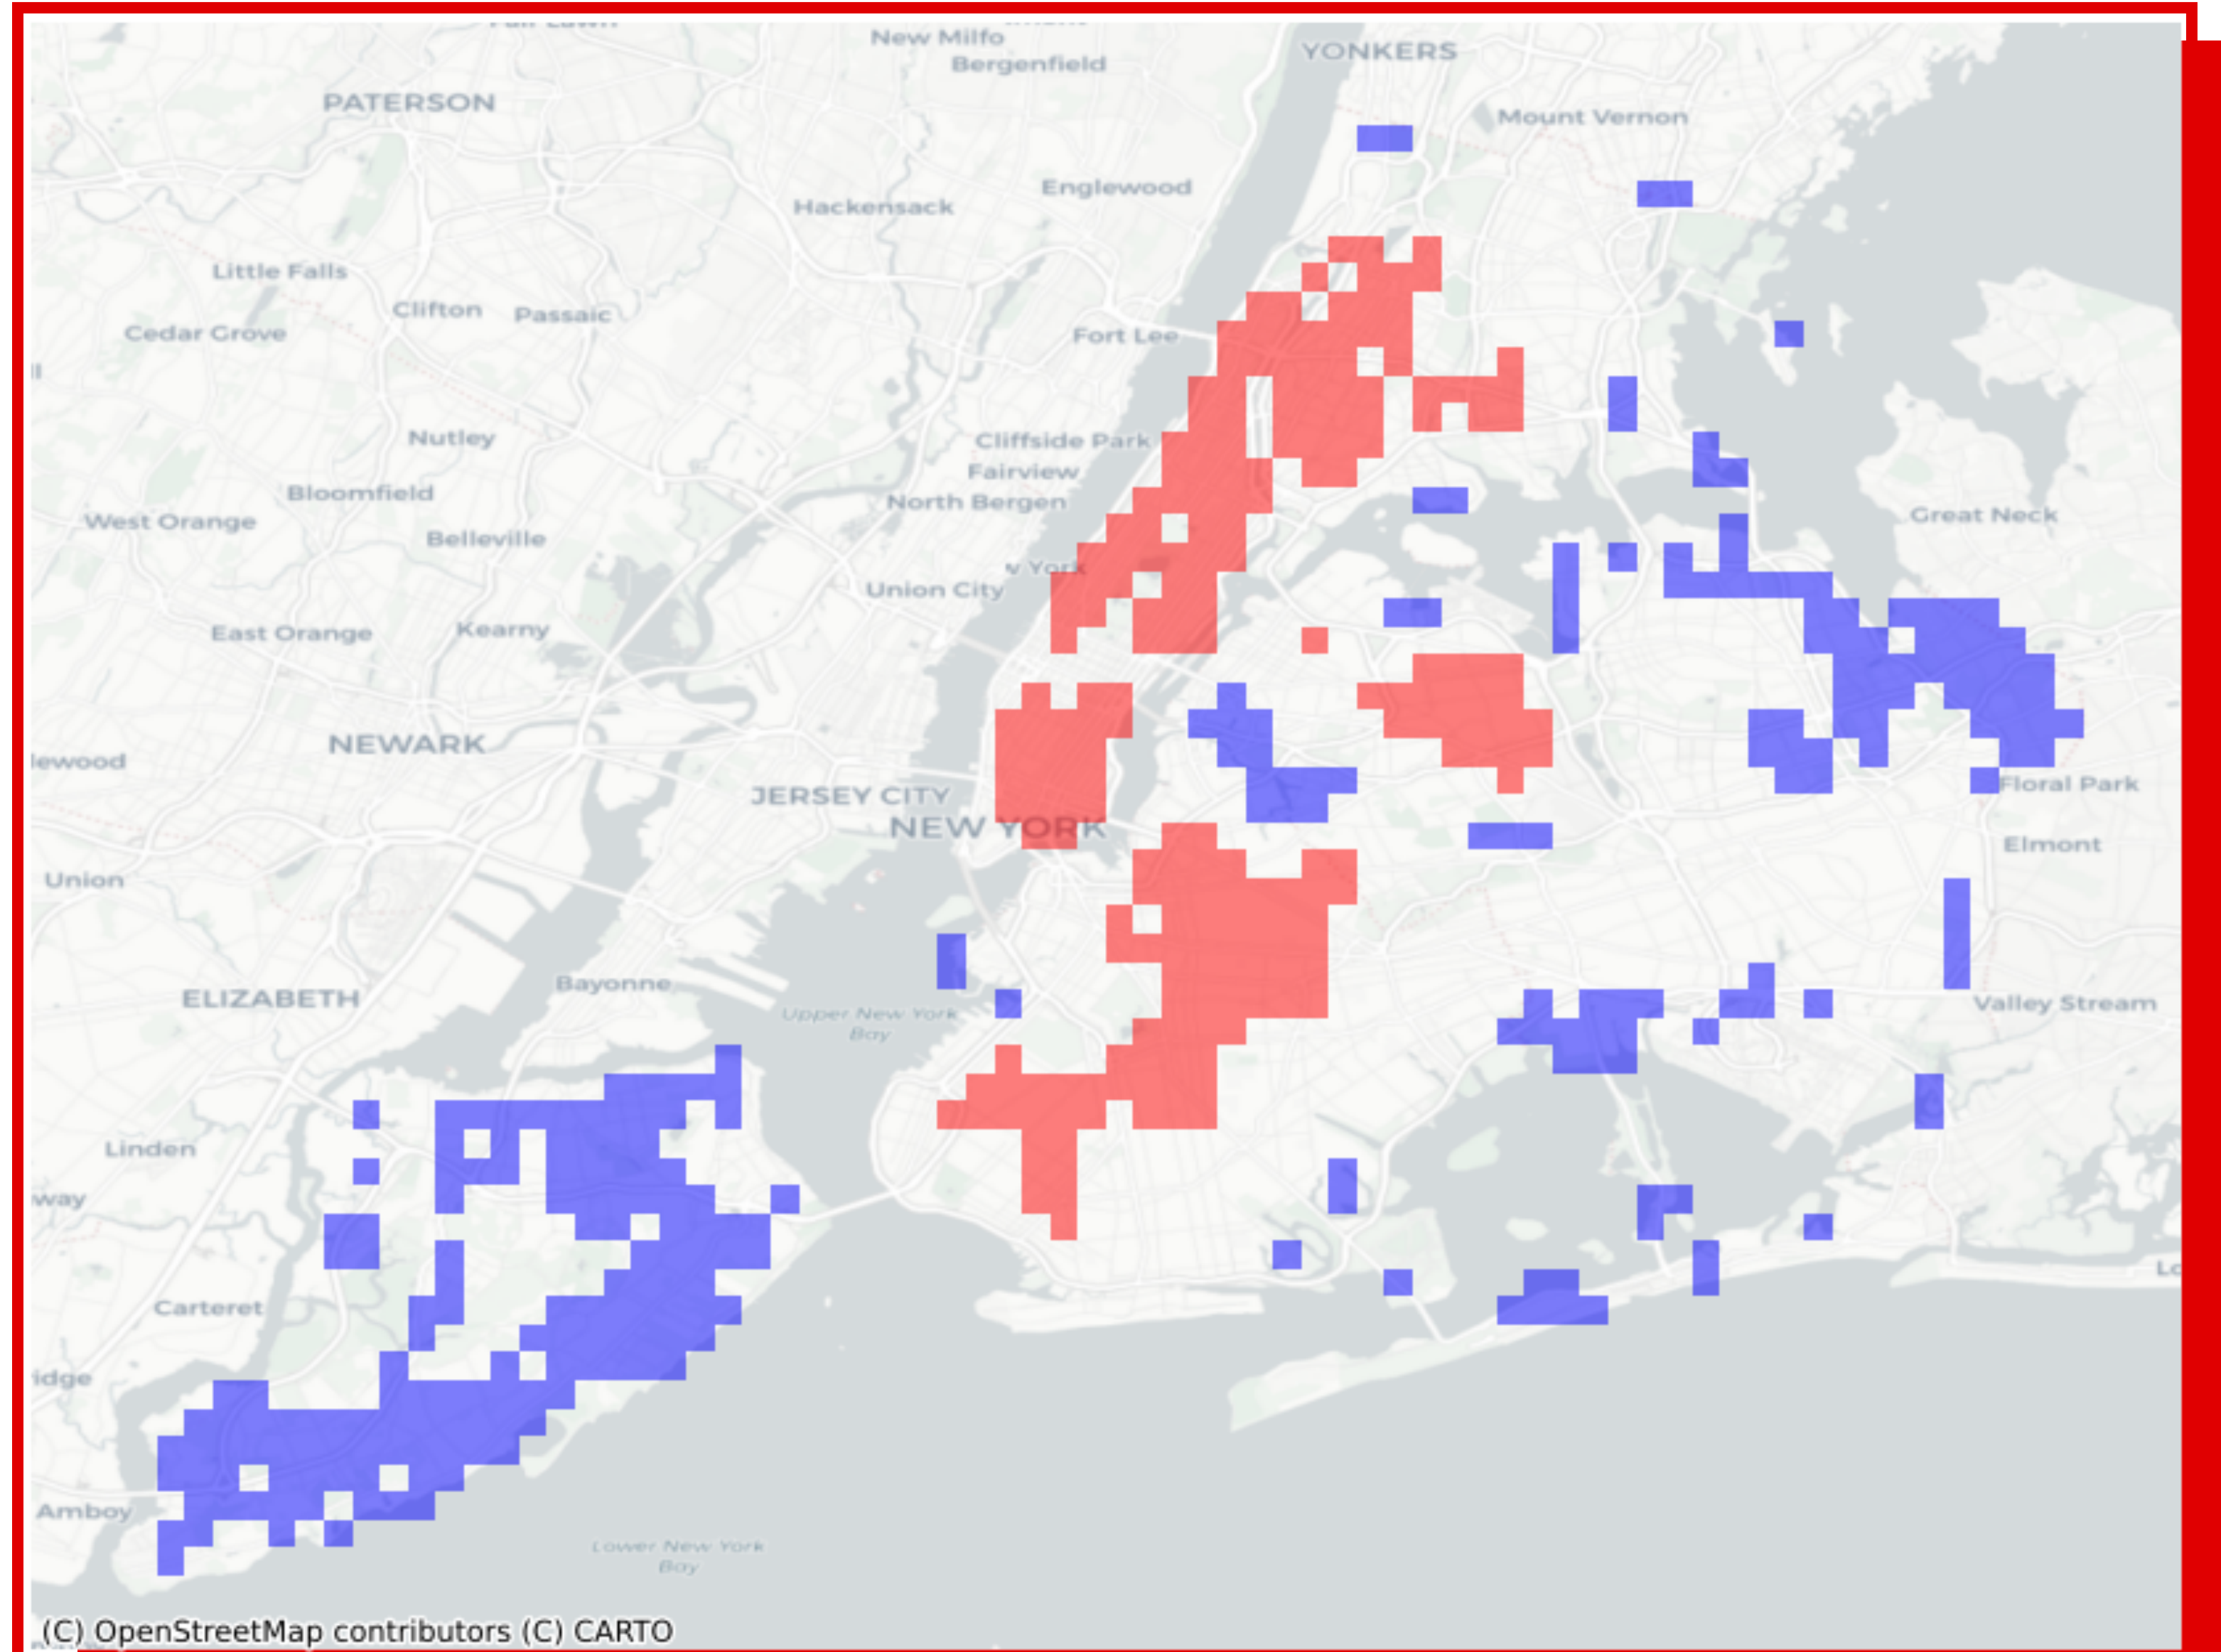 New Milfo
YONKERS
Bergenfield
PATERSON
Mount Vernon
Englewood
Hackensack
Little Falls
Clifton
Passaic
Cedar Grove
Fort Lee
Nutley
Cliffside Park
Fairview
Bloomfield
North Bergen
West Orange
Great Neck
Belleville
w York
Union City
East Orange
Kearny
NEWARK
lewood
JERSEY CITY
Floral Park
NEW YORK
Elmont
Union
Bayonne
ELIZABETH
Valley Stream
Upper New York
Bay
Linden
way
Lo
Carteret
idge
Amboy
Lower New York
Bay
(C) OpenStreetMap contributors (C) CARTO